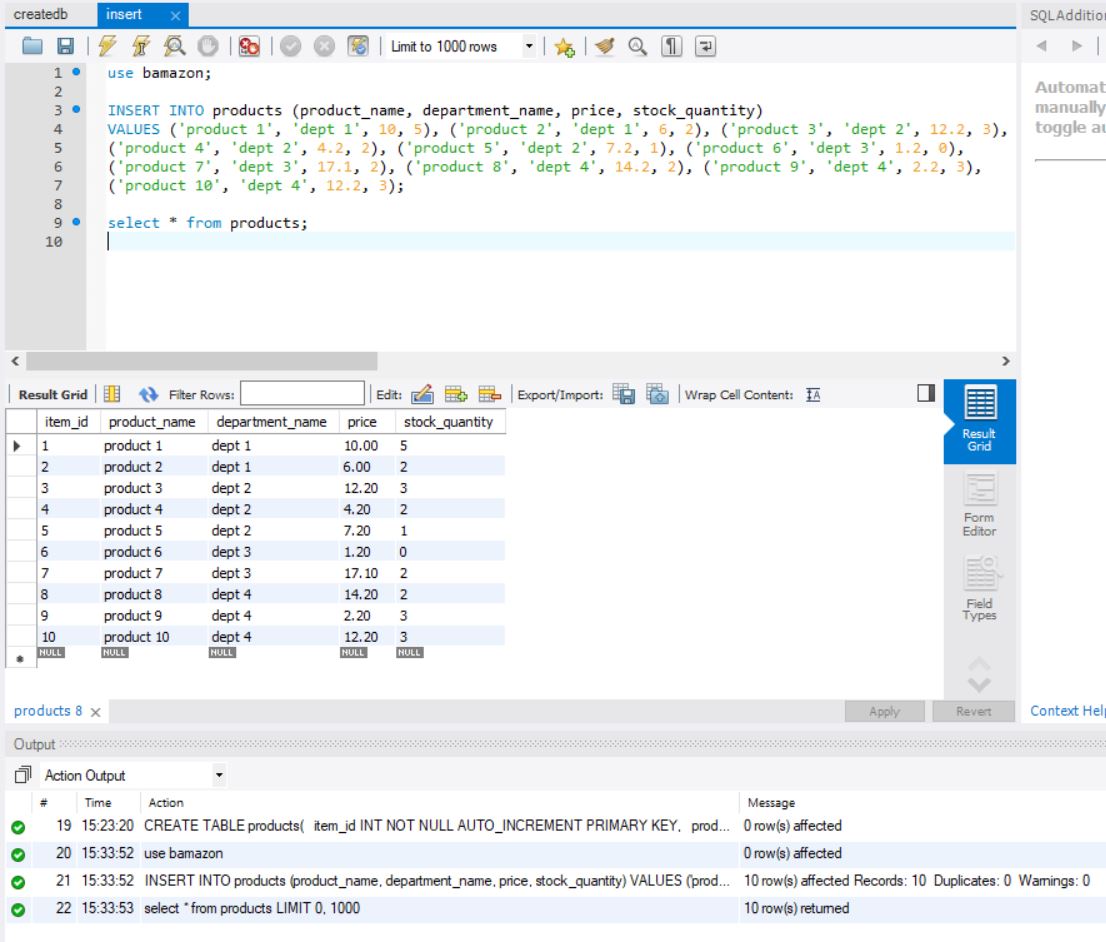 createdb insert SQLAddition
Limit to 1000 rows
Automat
manually
toggle au
1 use bamazon;
2
3 INSERT INTO products (product_name, department_name, price, stock_quantity)
4 VALUES ('product 1', 'dept 1', 10, 5), ('product 2', 'dept 1', 6, 2), ('product 3', 'dept 2', 12.2, 3),
5 ('product 4', 'dept 2', 4.2, 2), ('product 5', 'dept 2', 7.2, 1), ('product 6', 'dept 3', 1.2, 0),
6 ('product 7', 'dept 3', 17.1, 2), ('product 8', 'dept 4', 14.2, 2), ('product 9', 'dept 4', 2.2, 3),
7 ('product 10', 'dept 4', 12.2, 3);
8
9 select * from products;
10
Result Grid Filter Rows: Edit: Export/Import: Wrap Cell Content:
item_id product_name department_name price stock_quantity
1 product 1 dept 1 10.00 5
2 product 2 dept 1 6.00 2
3 product 3 dept 2 12.20 3
4 product 4 dept 2 4.20 2
5 product 5 dept 2 7.20 1
6 product 6 dept 3 1.20 0
7 product 7 dept 3 17.10 2
8 product 8 dept 4 14.20 2
9 product 9 dept 4 2.20 3
10 product 10 dept 4 12.20 3
NULL NULL NULL NULL NULL
Result
Grid
Form
Editor
Field
Types
products 8 Apply Revert Context Help
Output
Action Output
# Time Action Message
19 15:23:20 CREATE TABLE products( item_id INT NOT NULL AUTO_INCREMENT PRIMARY KEY, prod... 0 row(s) affected
20 15:33:52 use bamazon 0 row(s) affected
21 15:33:52 INSERT INTO products (product_name, department_name, price, stock_quantity) VALUES ('prod... 10 row(s) affected Records: 10 Duplicates: 0 Warnings: 0
22 15:33:53 select * from products LIMIT 0, 1000 10 row(s) returned